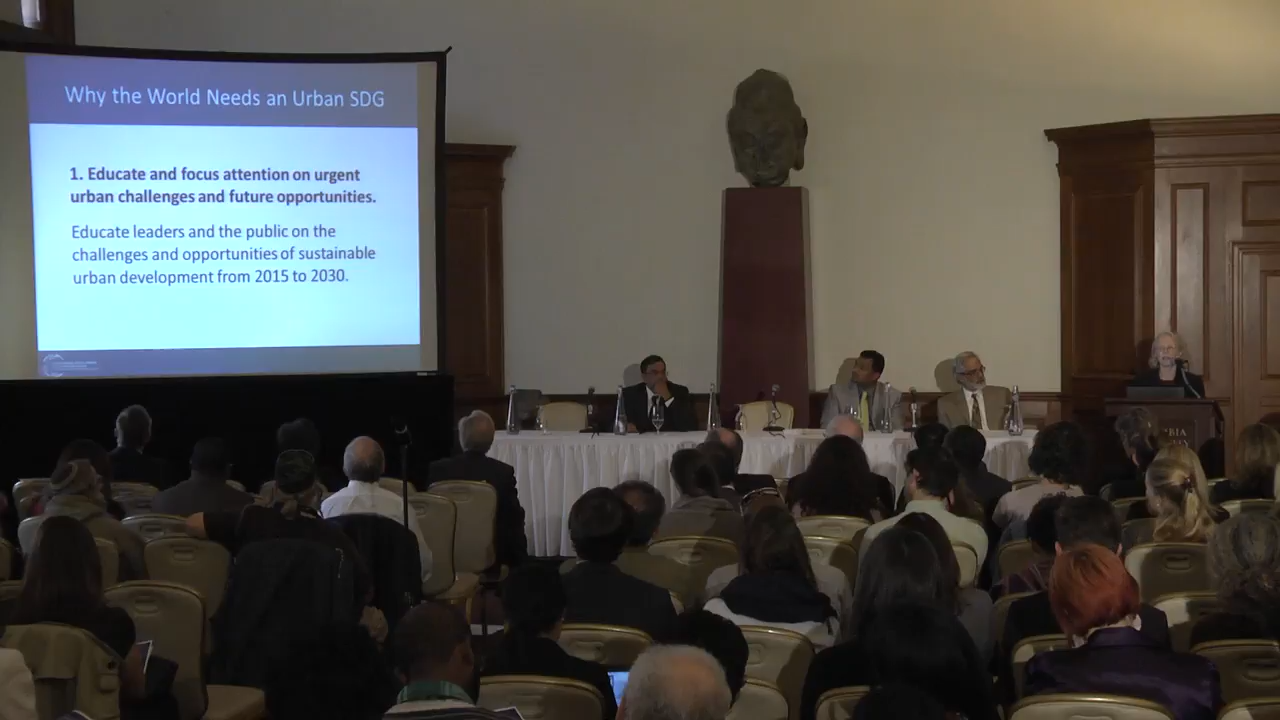 Why the World Needs an Urban SDG
1. Educate and focus attention on urgent
urban challenges and future opportunities.
Educate leaders and the public on the
challenges and opportunities of sustainable
urban development from 2015 to 2030.